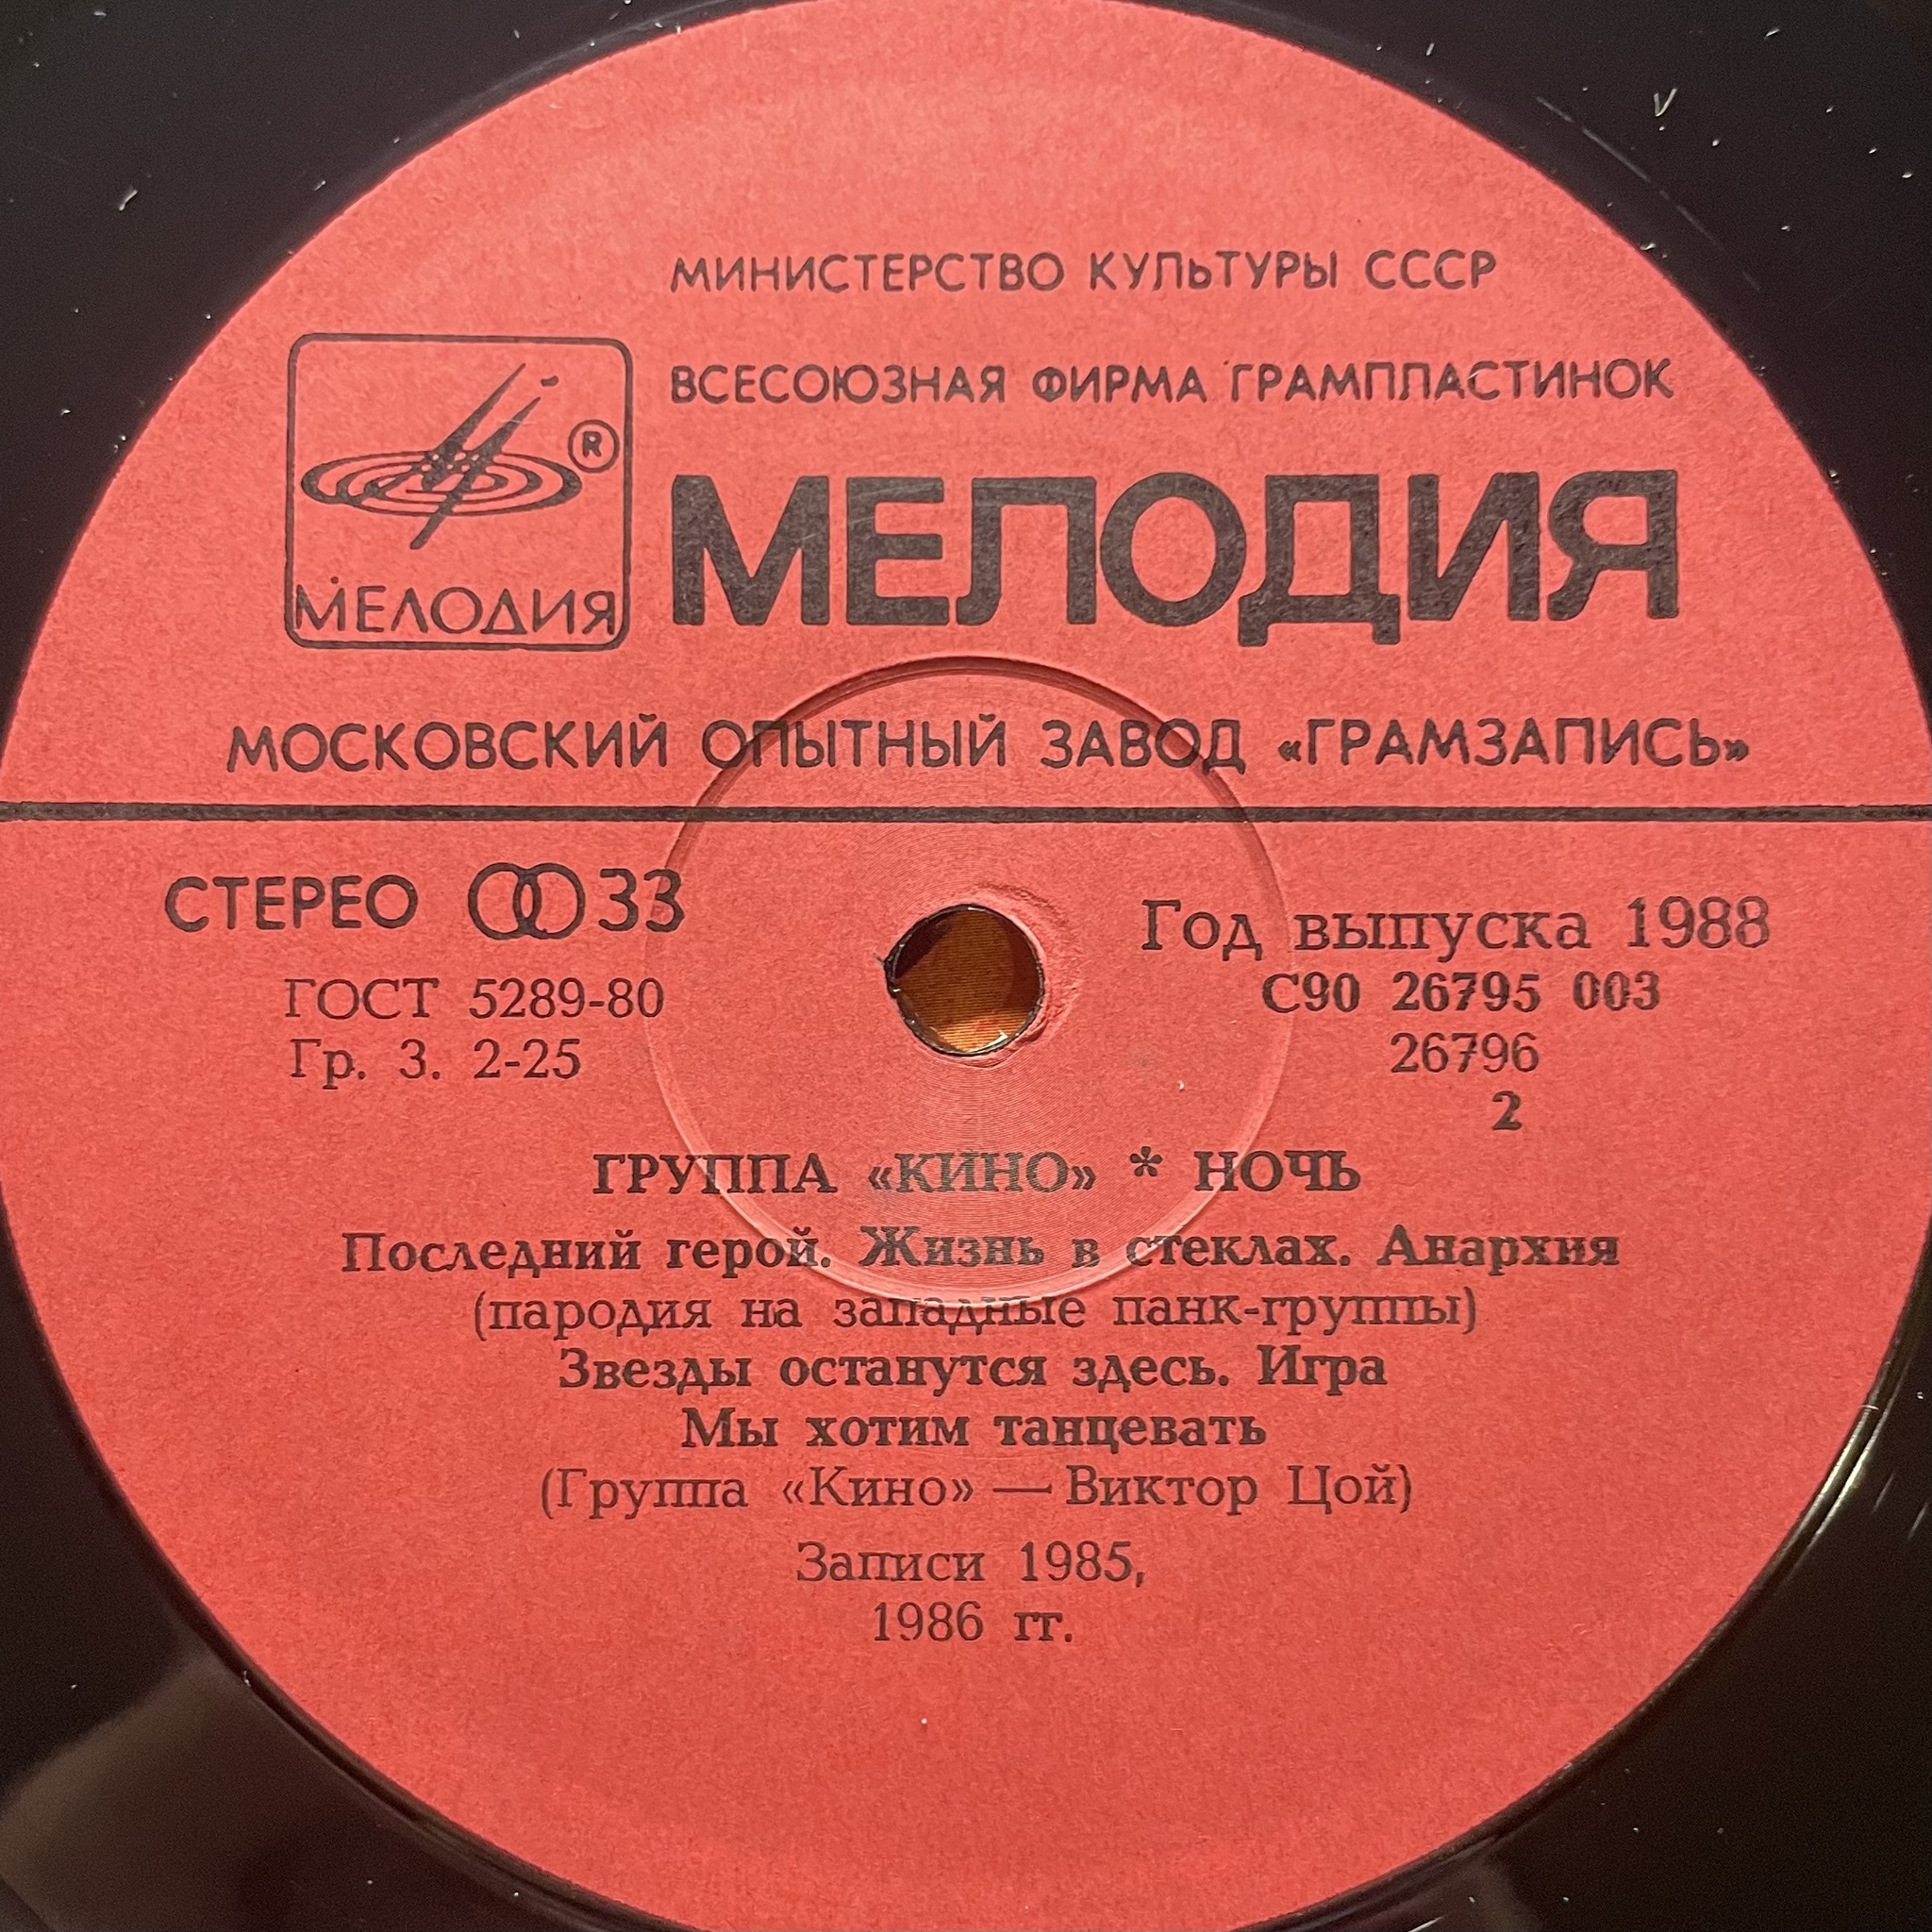 МИНИСТЕРСТВО КУЛЬТУРЫ СССР
ВСЕСОЮЗНАЯ ФИРМА ГРАМПЛАСТИНОК
®
МЕЛОДИЯ
МЕЛОДИЯ
МОСКОВСКИЙ ОПЫТНЫЙ ЗАВОД «ГРАМЗАПИСЬ»
СТЕРЕО 33
ГОСТ 5289-80
Гр. 3. 2-25
Год выпуска 1988
С90 26795 003
26796
2
ГРУППА «КИНО» * НОЧЬ
Последний герой. Жизнь в стеклах. Анархия
(пародия на западные панк-группы)
Звезды останутся здесь. Игра
Мы хотим танцевать
(Группа «Кино» — Виктор Цой)
Записи 1985,
1986 гг.